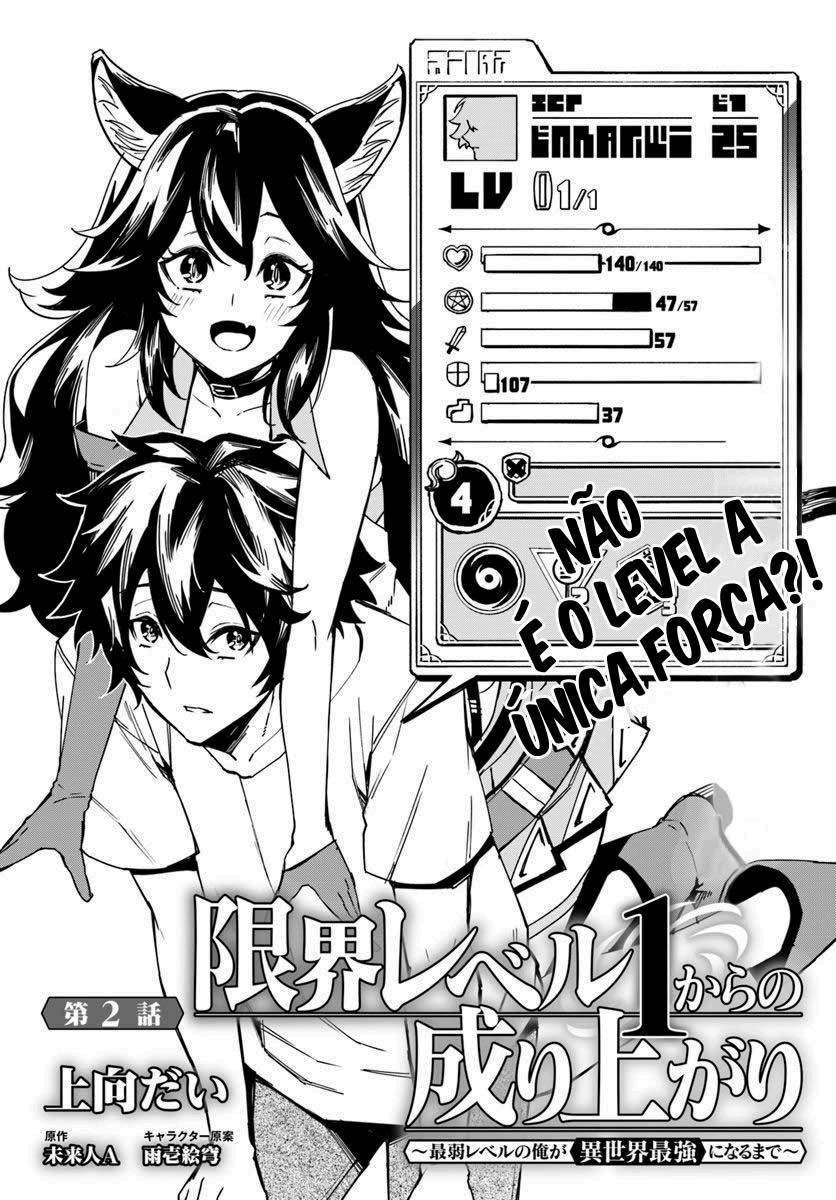 LV 01/1
25
140/140
47/57
57
107
37
4
NÃO
É O LEVEL A
ÚNICA FORÇA?!
3
第2話
限界レベル1からの
成り上がり
～最弱レベルの俺が異世界最強になるまで～
上向だい
原作 キャラクター原案
未来人A 雨壱絵穹